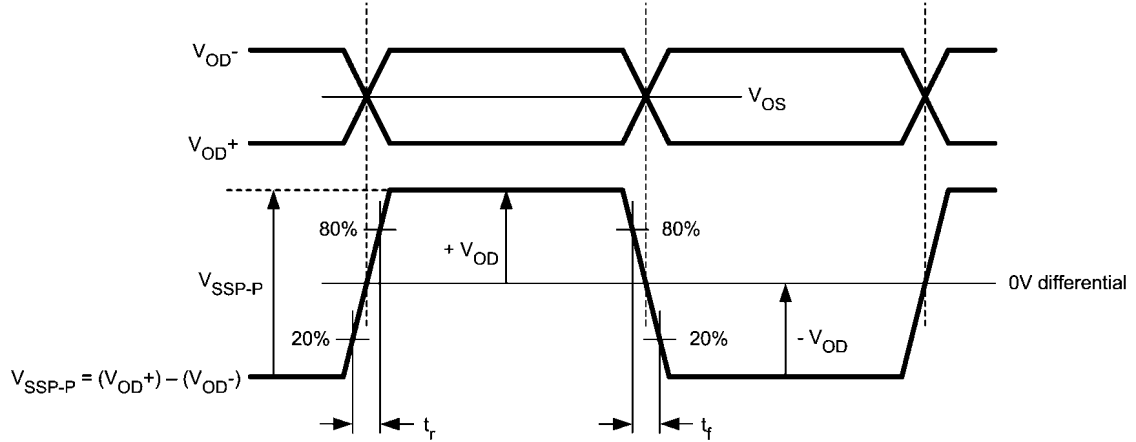 VOD-
VOS
VOD+
80%
+ VOD
80%
VSSP-P
0V differential
20%
20%
- VOD
VSSP-P = (VOD+) – (VOD-)
tr
tf